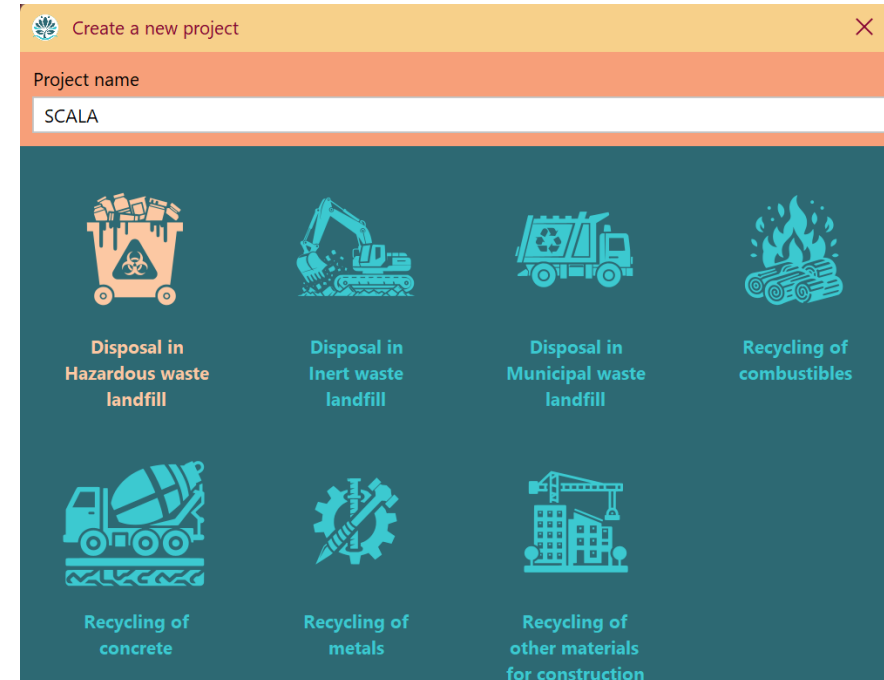 Create a new project
Project name
SCALA
Disposal in
Hazardous waste
landfill
Disposal in
Inert waste
landfill
Disposal in
Municipal waste
landfill
Recycling of
combustibles
Recycling of
concrete
Recycling of
metals
Recycling of
other materials
for construction